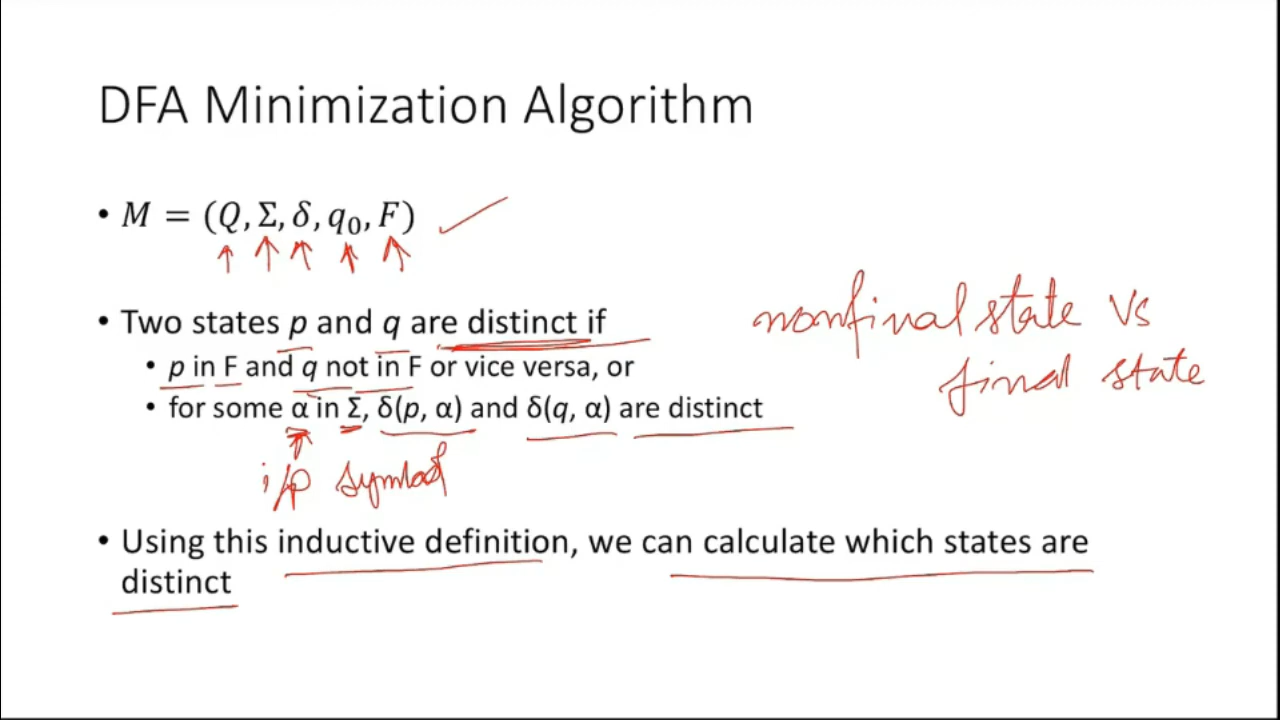 DFA Minimization Algorithm
• M = (Q, Σ, δ, q₀, F)
• Two states p and q are distinct if
• p in F and q not in F or vice versa, or
• for some α in Σ, δ(p, α) and δ(q, α) are distinct
nonfinal state vs
final state
i/p symbol
• Using this inductive definition, we can calculate which states are
distinct